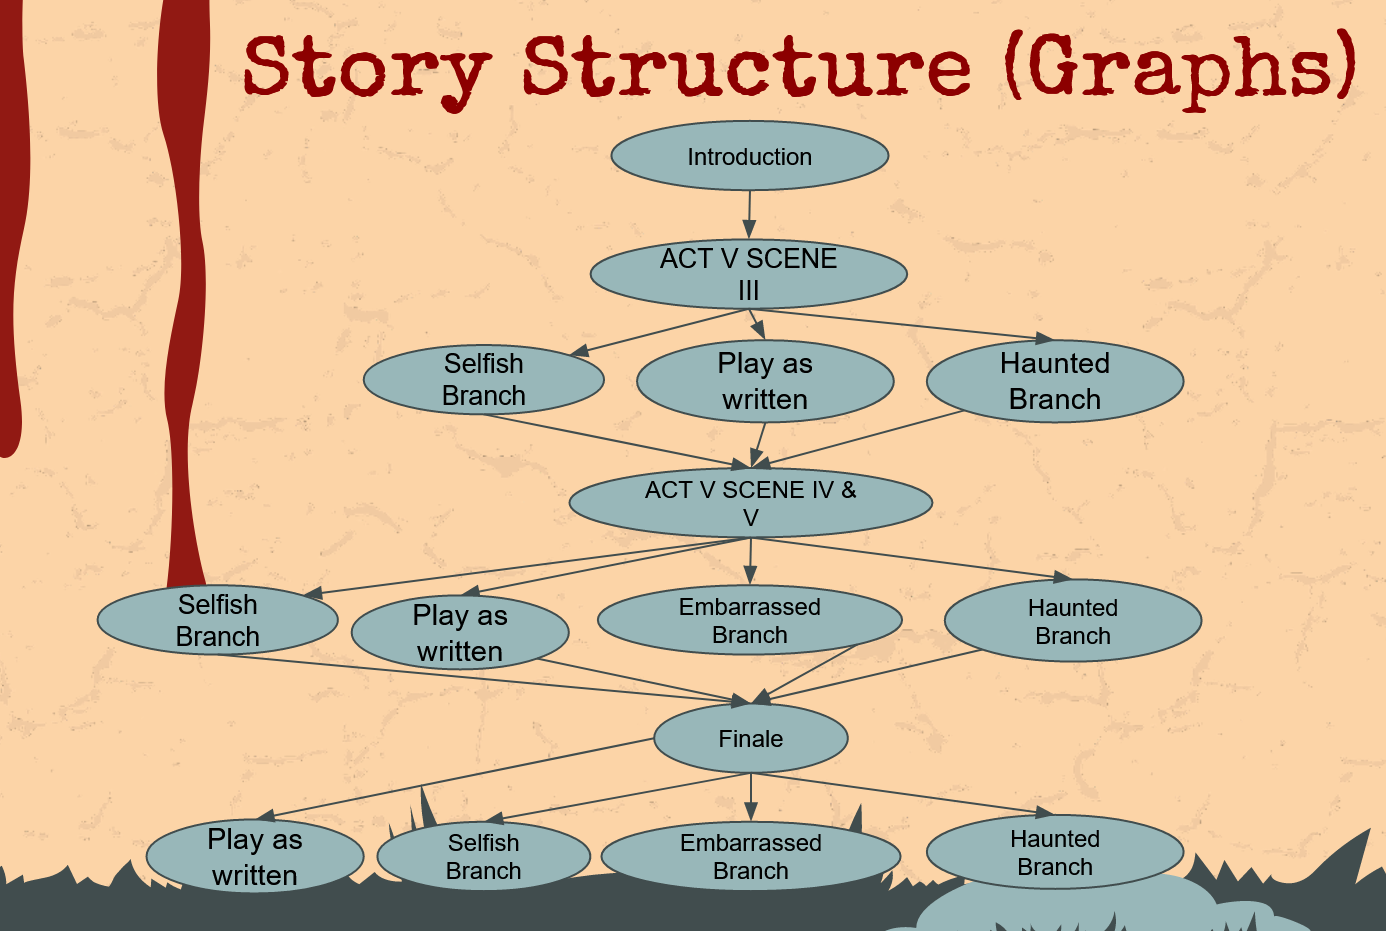 Story Structure (Graphs)
Introduction
ACT V SCENE
III
Selfish
Branch
Play as
written
Haunted
Branch
ACT V SCENE IV &
V
Selfish
Branch
Play as
written
Embarrassed
Branch
Haunted
Branch
Finale
Play as
written
Selfish
Branch
Embarrassed
Branch
Haunted
Branch